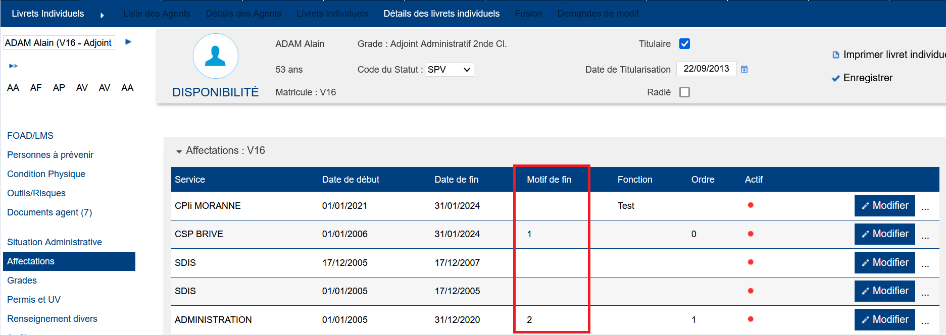 Livrets Individuels Liste des Agents Détails des Agents Livrets individuels Détails des livrets individuels Fusion Demandes de modif
ADAM Alain (V16 - Adjoint
AA AF AP AV AV AA
FOAD/LMS
Personnes à prévenir
Condition Physique
Outils/Risques
Documents agent (7)
Situation Administrative
Affectations
Grades
Permis et UV
Renseignement divers
DISPONIBILITÉ
ADAM Alain Grade : Adjoint Administratif 2nde Cl. Titulaire
53 ans Code du Statut : SPV Date de Titularisation 22/09/2013
Matricule : V16 Radié
Imprimer livret individue
Enregistrer
Affectations : V16
Service Date de début Date de fin Motif de fin Fonction Ordre Actif
CPIi MORANNE 01/01/2021 31/01/2024 Test Modifier ...
CSP BRIVE 01/01/2006 31/01/2024 1 0 Modifier ...
SDIS 17/12/2005 17/12/2007 Modifier ...
SDIS 01/01/2005 17/12/2005 Modifier ...
ADMINISTRATION 01/01/2005 31/12/2020 2 1 Modifier ...